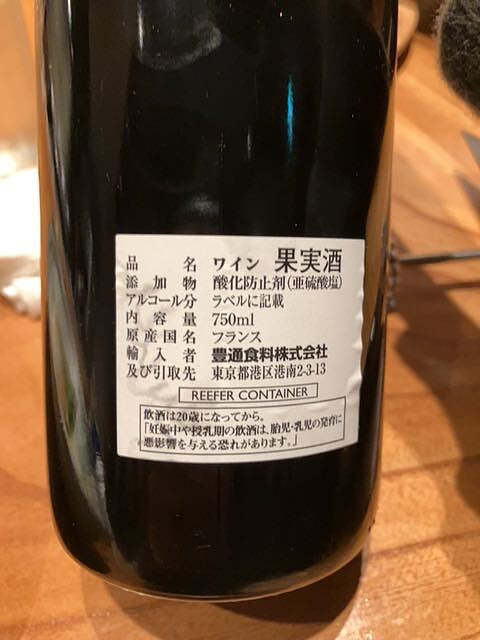 品名 ワイン 果実酒
添加物 酸化防止剤(亜硫酸塩)
アルコール分 ラベルに記載
内容量 750ml
原産国名 フランス
輸入者 豊通食料株式会社
及び引取先 東京都港区港南2-3-13
REEFER CONTAINER
飲酒は20歳になってから。
「妊娠中や授乳期の飲酒は、胎児・乳児の発育に
悪影響を与える恐れがあります。」